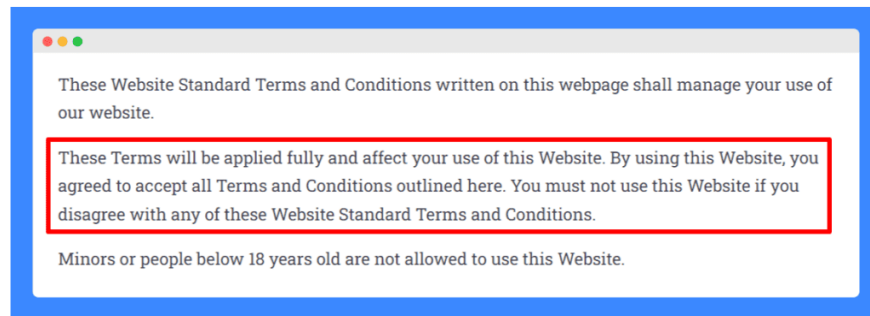 These Website Standard Terms and Conditions written on this webpage shall manage your use of
our website.
These Terms will be applied fully and affect your use of this Website. By using this Website, you
agreed to accept all Terms and Conditions outlined here. You must not use this Website if you
disagree with any of these Website Standard Terms and Conditions.
Minors or people below 18 years old are not allowed to use this Website.